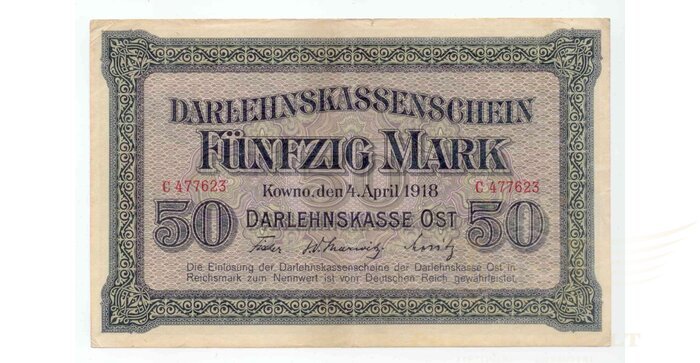 DARLEHNSKASSENSCHEIN
FÜNFZIG MARK
C 477623 C 477623
Kowno, den 4. April 1918
50 DARLEHNSKASSE OST 50
Die Einlösung der Darlehnskassenscheine der Darlehnskasse Ost in
Reichsmark zum Nennwert ist vom Deutschen Reich gewährleistet.